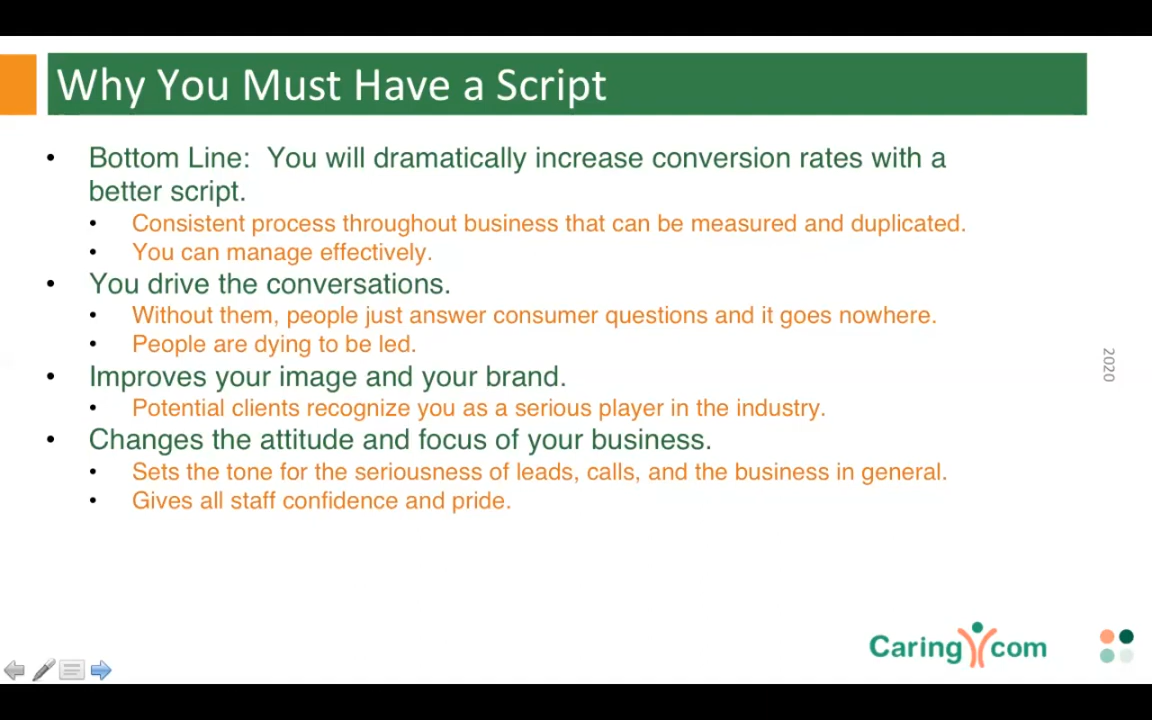 Why You Must Have a Script
• Bottom Line:  You will dramatically increase conversion rates with a
better script.
• Consistent process throughout business that can be measured and duplicated.
• You can manage effectively.
• You drive the conversations.
• Without them, people just answer consumer questions and it goes nowhere.
• People are dying to be led.
• Improves your image and your brand.
• Potential clients recognize you as a serious player in the industry.
• Changes the attitude and focus of your business.
• Sets the tone for the seriousness of leads, calls, and the business in general.
• Gives all staff confidence and pride.
2020
Caring com